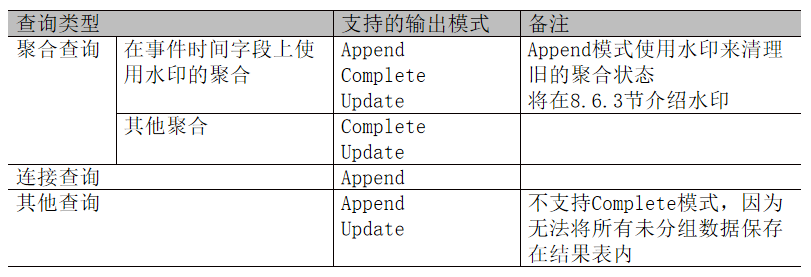 查询类型 支持的输出模式 备注
聚合查询 在事件时间字段上使 Append Append模式使用水印来清理
用水印的聚合 Complete 旧的聚合状态
Update 将在8.6.3节介绍水印
其他聚合 Complete
Update
连接查询 Append
其他查询 Append 不支持Complete模式，因为
Update 无法将所有未分组数据保存
在结果表内